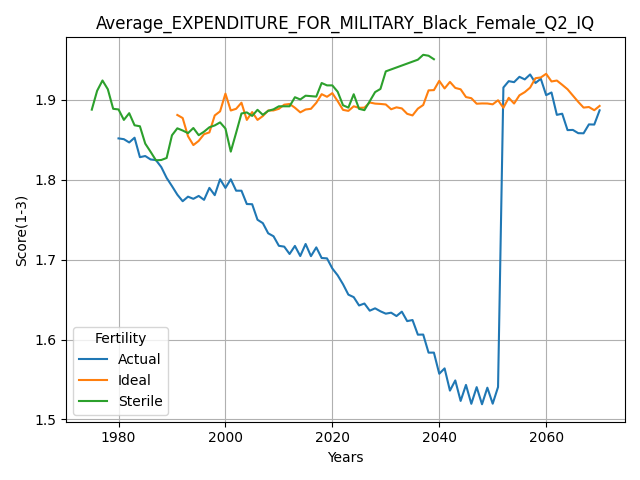 Average_EXPENDITURE_FOR_MILITARY_Black_Female_Q2_IQ
Score(1-3)
1.9
1.8
1.7
1.6
1.5
Fertility
Actual
Ideal
Sterile
1980 2000 2020 2040 2060
Years